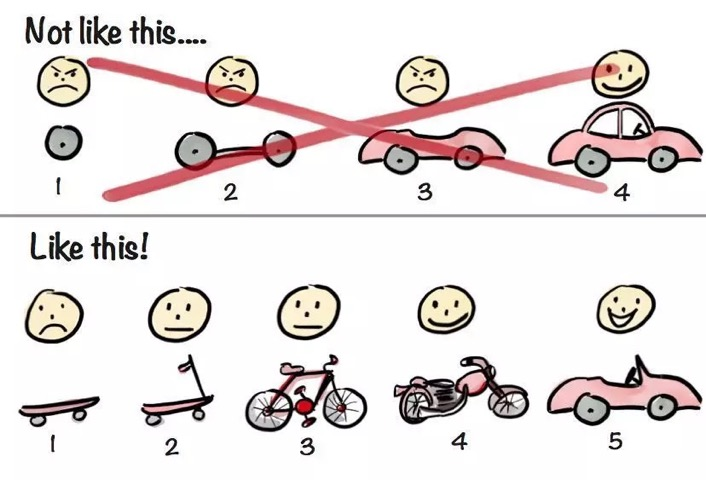 Not like this....
1 2 3 4
Like this!
1 2 3 4 5